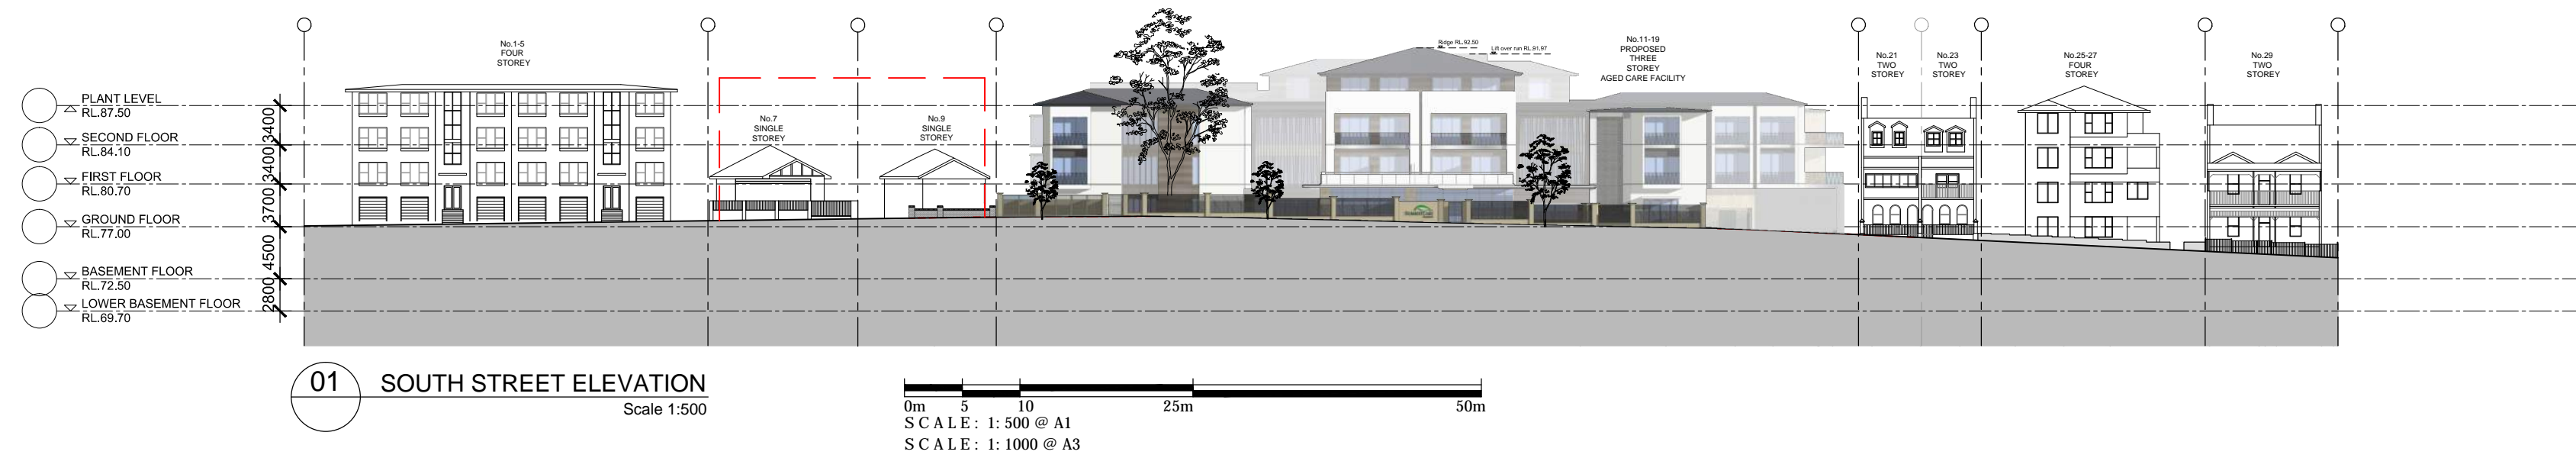 No.1-5
FOUR
STOREY
No.7
SINGLE
STOREY
No.9
SINGLE
STOREY
Ridge RL.92.50
Lift over run RL.91.97
No.11-19
PROPOSED
THREE
STOREY
AGED CARE FACILITY
No.21
TWO
STOREY
No.23
TWO
STOREY
No.25-27
FOUR
STOREY
No.29
TWO
STOREY
PLANT LEVEL
RL.87.50
3400
SECOND FLOOR
RL.84.10
3400
FIRST FLOOR
RL.80.70
3700
GROUND FLOOR
RL.77.00
4500
BASEMENT FLOOR
RL.72.50
2800
LOWER BASEMENT FLOOR
RL.69.70
01 SOUTH STREET ELEVATION
Scale 1:500
0m 5 10 25m 50m
SCALE: 1:500 @ A1
SCALE: 1:1000 @ A3